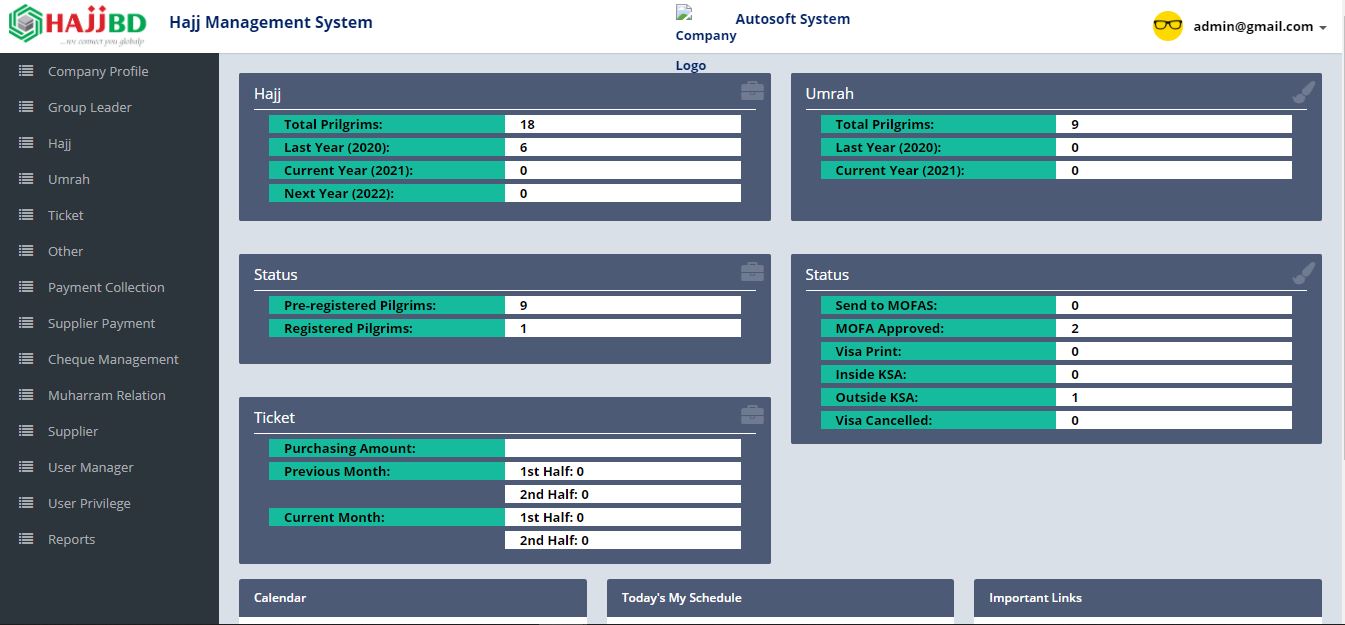 HAJJBD
...we connect you globaly
Hajj Management System
Company Logo
Autosoft System
admin@gmail.com
Company Profile
Group Leader
Hajj
Umrah
Ticket
Other
Payment Collection
Supplier Payment
Cheque Management
Muharram Relation
Supplier
User Manager
User Privilege
Reports
Hajj
Total Prilgrims: 18
Last Year (2020): 6
Current Year (2021): 0
Next Year (2022): 0
Umrah
Total Prilgrims: 9
Last Year (2020): 0
Current Year (2021): 0
Status
Pre-registered Pilgrims: 9
Registered Pilgrims: 1
Status
Send to MOFAS: 0
MOFA Approved: 2
Visa Print: 0
Inside KSA: 0
Outside KSA: 1
Visa Cancelled: 0
Ticket
Purchasing Amount:
Previous Month: 1st Half: 0
2nd Half: 0
Current Month: 1st Half: 0
2nd Half: 0
Calendar
Today's My Schedule
Important Links